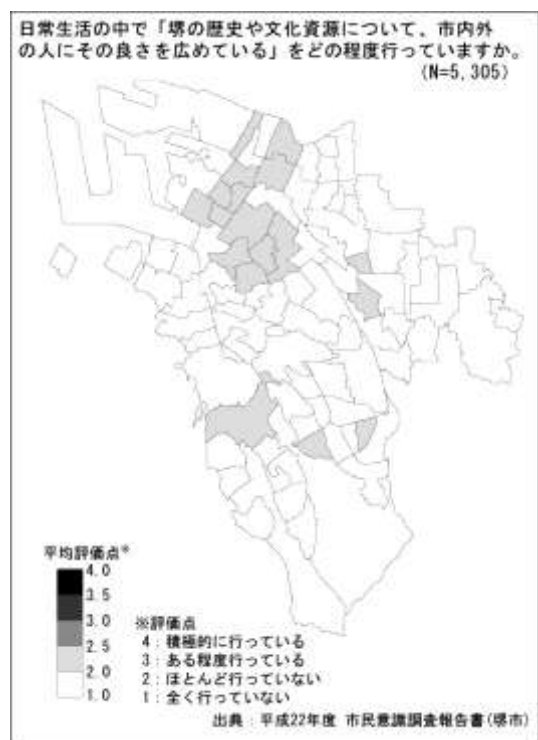 日常生活の中で「堺の歴史や文化資源について、市内外
の人にその良さを広めている」をどの程度行っていますか。
(N=5,305)
平均評価点※
4.0
3.5
3.0
2.5
2.0
1.0
※評価点
4：積極的に行っている
3：ある程度行っている
2：ほとんど行っていない
1：全く行っていない
出典：平成22年度 市民意識調査報告書(堺市)